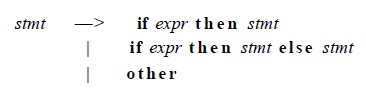 stmt —> if expr then stmt
| if expr then stmt else stmt
| other